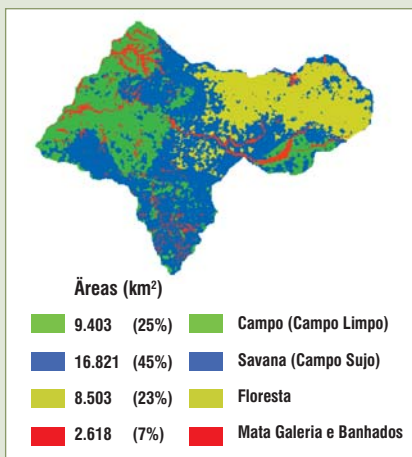 Äreas (km²)
9.403 (25%) Campo (Campo Limpo)
16.821 (45%) Savana (Campo Sujo)
8.503 (23%) Floresta
2.618 (7%) Mata Galeria e Banhados